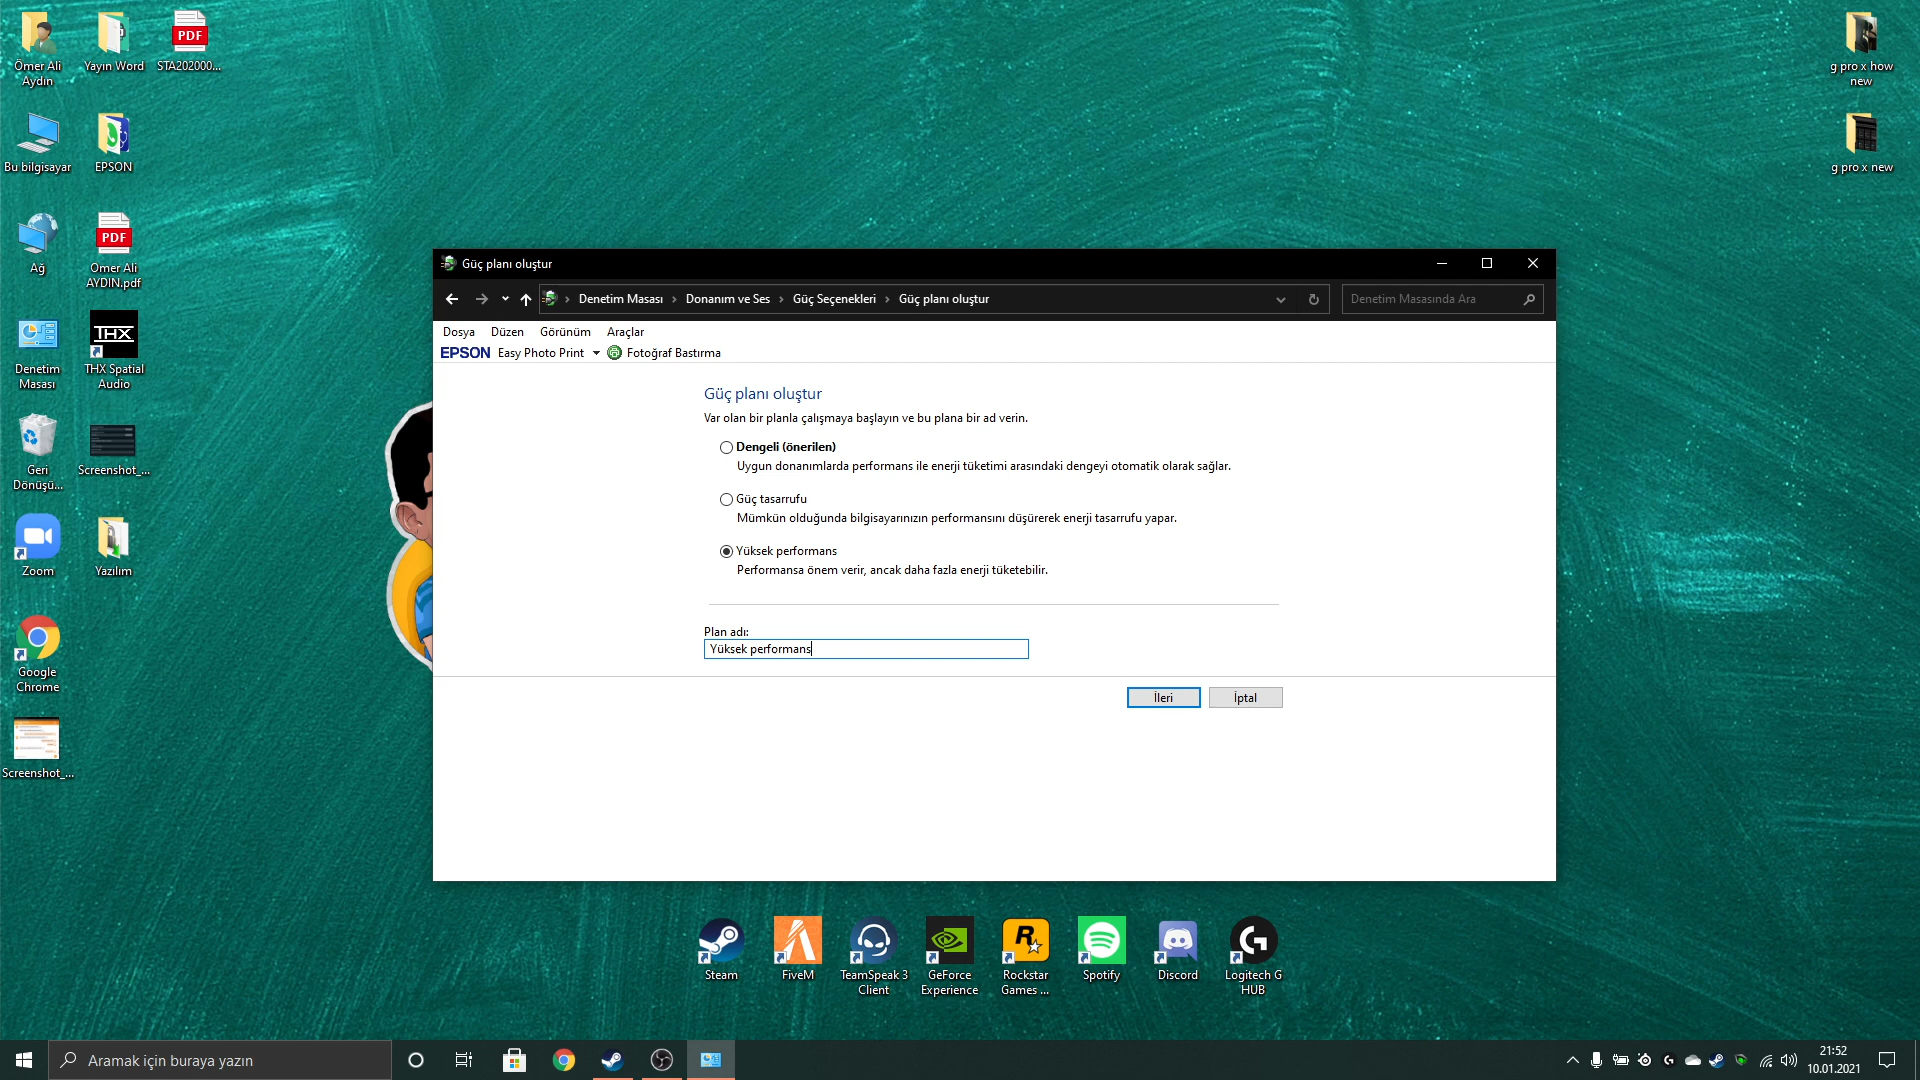 Ömer Ali
Aydın
Yayın Word
PDF
STA202000...
g pro x how
new
Bu bilgisayar
EPSON
g pro x new
Ağ
PDF
Omer Ali
AYDIN.pdf
Denetim
Masası
THX
THX Spatial
Audio
Geri
Dönüşü...
Screenshot_...
Zoom
Yazılım
Google
Chrome
Screenshot_...
Güç planı oluştur
Denetim Masası
Donanım ve Ses
Güç Seçenekleri
Güç planı oluştur
Denetim Masasında Ara
Dosya
Düzen
Görünüm
Araçlar
EPSON Easy Photo Print
Fotoğraf Bastırma
Güç planı oluştur
Var olan bir planla çalışmaya başlayın ve bu plana bir ad verin.
Dengeli (önerilen)
Uygun donanımlarda performans ile enerji tüketimi arasındaki dengeyi otomatik olarak sağlar.
Güç tasarrufu
Mümkün olduğunda bilgisayarınızın performansını düşürerek enerji tasarrufu yapar.
Yüksek performans
Performansa önem verir, ancak daha fazla enerji tüketebilir.
Plan adı:
Yüksek performans
İleri
İptal
Steam
FiveM
TeamSpeak 3
Client
GeForce
Experience
R
Rockstar
Games ...
Spotify
Discord
Logitech G
HUB
Aramak için buraya yazın
21:52
10.01.2021